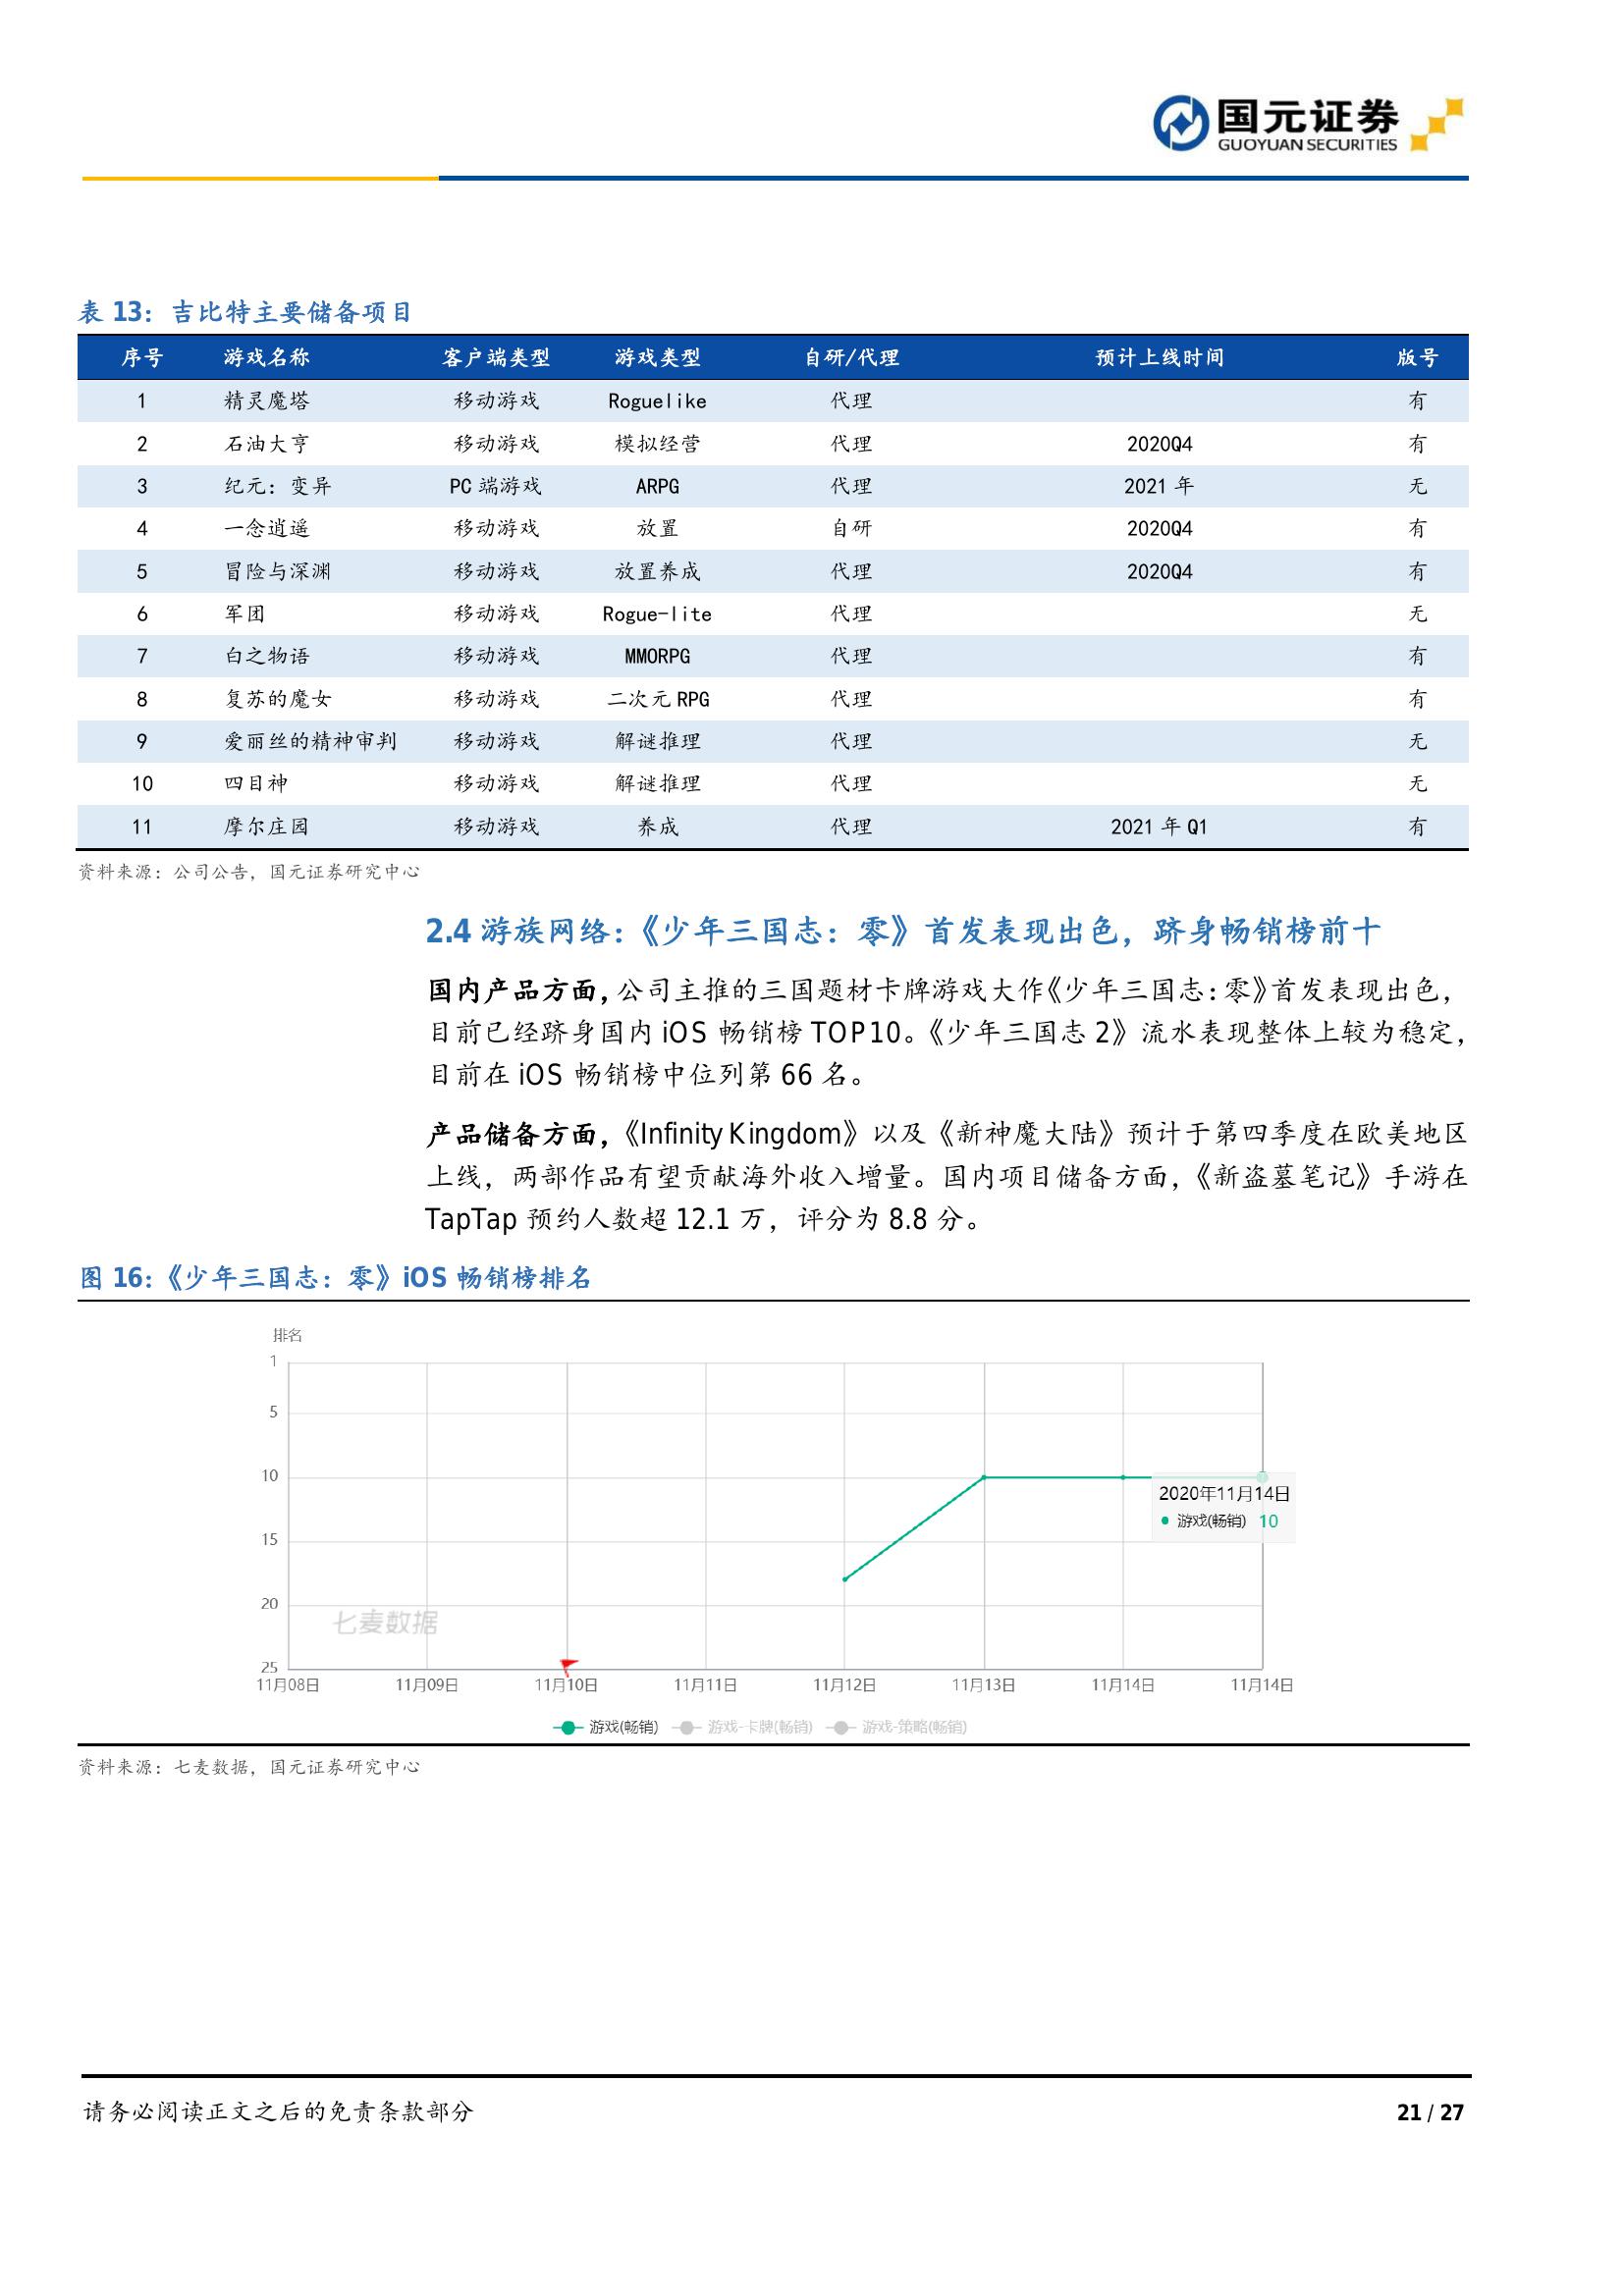 国元证券
GUOYUAN SECURITIES
表 13：吉比特主要储备项目
序号 游戏名称 客户端类型 游戏类型 自研/代理 预计上线时间 版号
1 精灵魔塔 移动游戏 Roguelike 代理 有
2 石油大亨 移动游戏 模拟经营 代理 2020Q4 有
3 纪元：变异 PC 端游戏 ARPG 代理 2021 年 无
4 一念逍遥 移动游戏 放置 自研 2020Q4 有
5 冒险与深渊 移动游戏 放置养成 代理 2020Q4 有
6 军团 移动游戏 Rogue-lite 代理 无
7 白之物语 移动游戏 MMORPG 代理 有
8 复苏的魔女 移动游戏 二次元 RPG 代理 有
9 爱丽丝的精神审判 移动游戏 解谜推理 代理 无
10 四目神 移动游戏 解谜推理 代理 无
11 摩尔庄园 移动游戏 养成 代理 2021 年 Q1 有
资料来源：公司公告，国元证券研究中心
2.4 游族网络：《少年三国志：零》首发表现出色，跻身畅销榜前十
国内产品方面，公司主推的三国题材卡牌游戏大作《少年三国志：零》首发表现出色，
目前已经跻身国内 iOS 畅销榜 TOP10。《少年三国志 2》流水表现整体上较为稳定，
目前在 iOS 畅销榜中位列第 66 名。
产品储备方面，《Infinity Kingdom》以及《新神魔大陆》预计于第四季度在欧美地区
上线，两部作品有望贡献海外收入增量。国内项目储备方面，《新盗墓笔记》手游在
TapTap 预约人数超 12.1 万，评分为 8.8 分。
图 16：《少年三国志：零》iOS 畅销榜排名
排名
1
5
10
15
20
25
2020年11月14日
游戏(畅销) 10
七麦数据
11月08日 11月09日 11月10日 11月11日 11月12日 11月13日 11月14日 11月14日
游戏(畅销) 游戏-卡牌(畅销) 游戏-策略(畅销)
资料来源：七麦数据，国元证券研究中心
请务必阅读正文之后的免责条款部分 21 / 27